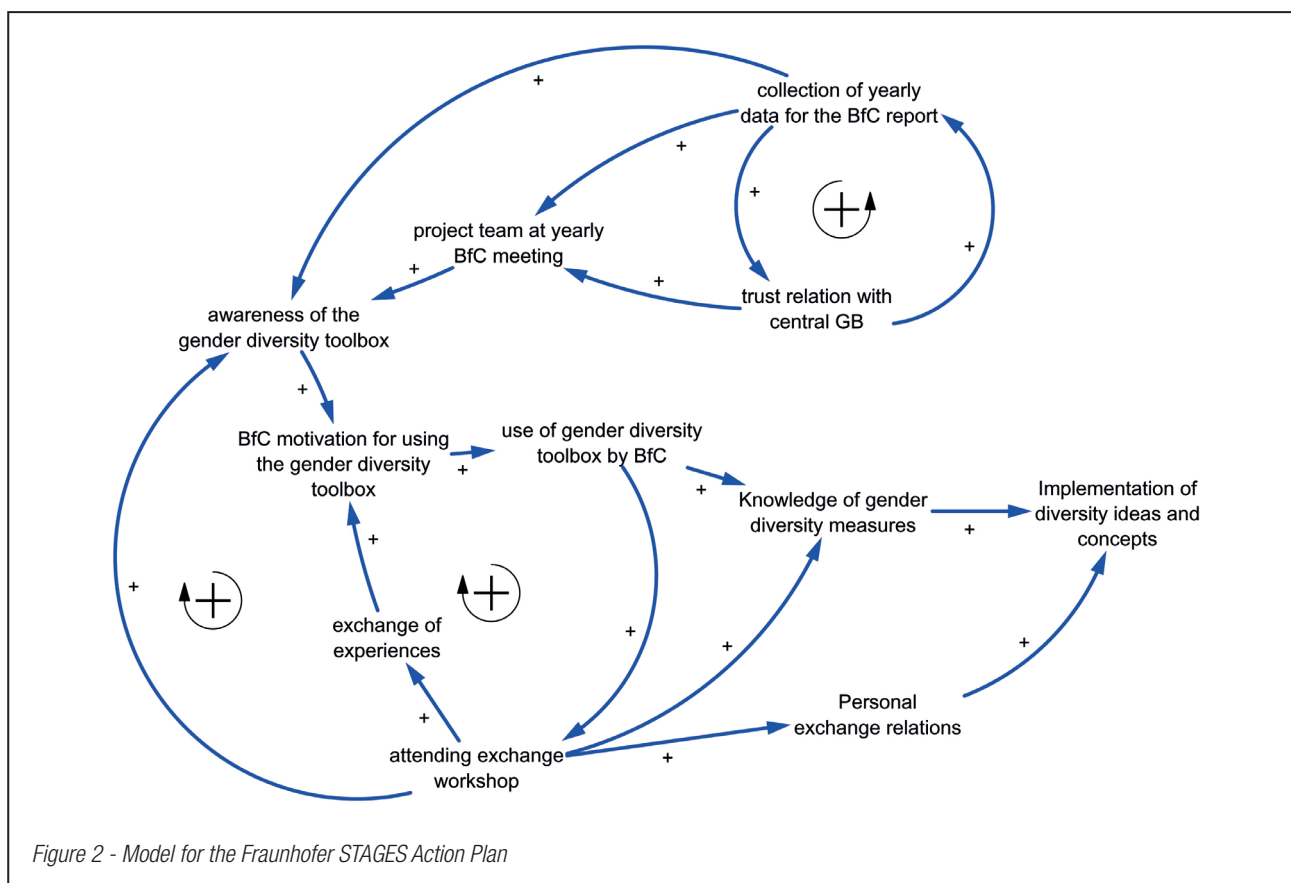 collection of yearly
data for the BfC report
+
+
+
+
+
project team at yearly
BfC meeting
+
+
trust relation with
central GB
awareness of the
gender diversity toolbox
+
BfC motivation for using
the gender diversity
toolbox
+
use of gender diversity
toolbox by BfC
+
Knowledge of gender
diversity measures
+
Implementation of
diversity ideas and
concepts
+
+
+
+
exchange of
experiences
+
+
+
+
Personal
exchange relations
+
attending exchange
workshop
+
Figure 2 - Model for the Fraunhofer STAGES Action Plan